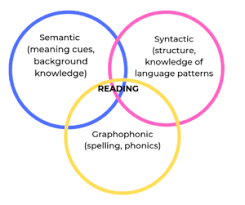 Semantic
(meaning cues,
background
knowledge)
Syntactic
(structure,
knowledge of
language patterns
READING
Graphophonic
(spelling, phonics)